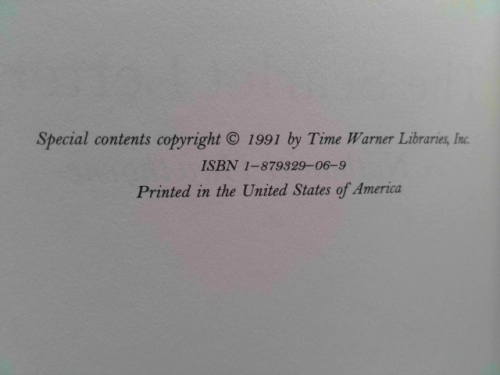 Special contents copyright © 1991 by Time Warner Libraries, Inc.
ISBN 1-879329-06-9
Printed in the United States of America